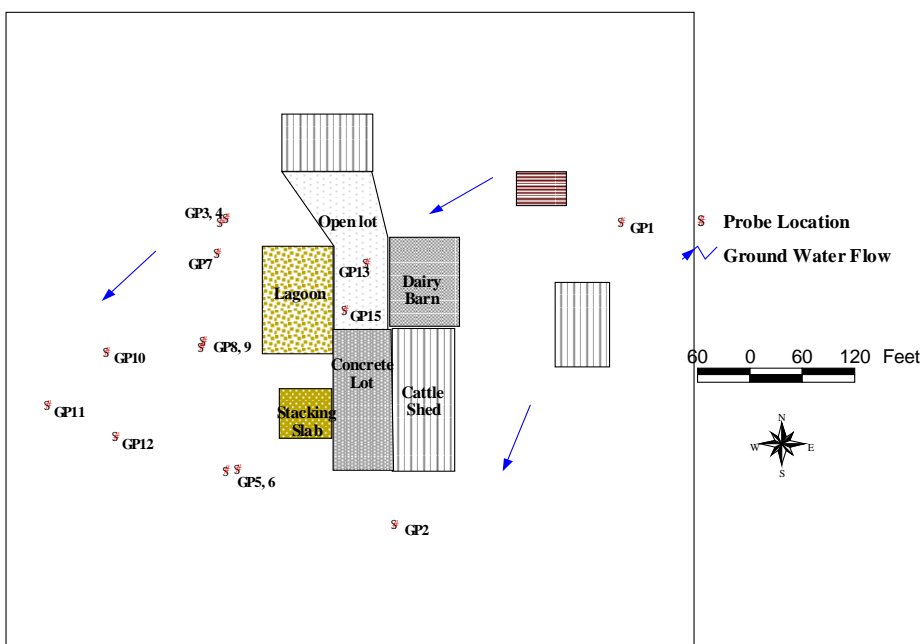 GP3, 4
Open lot
GP1
Probe Location
GP7
Ground Water Flow
GP13
Dairy
Barn
Lagoon
GP15
GP10
GP8, 9
Concrete
Lot
60 0 60 120 Feet
Cattle
Shed
GP11
Stacking
Slab
GP12
N
W E
S
GP5, 6
GP2